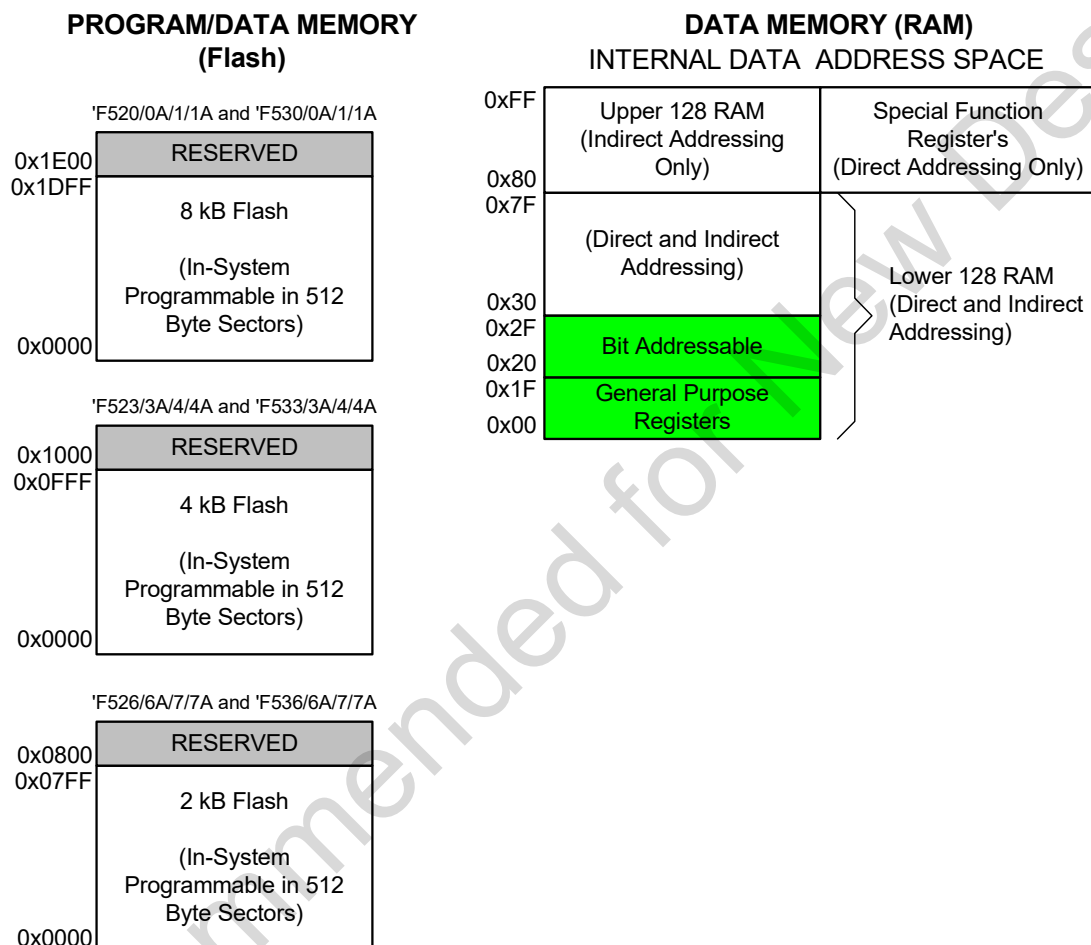 PROGRAM/DATA MEMORY
(Flash)
'F520/0A/1/1A and 'F530/0A/1/1A
RESERVED
0x1E00
0x1DFF
8 kB Flash
(In-System
Programmable in 512
Byte Sectors)
0x0000
'F523/3A/4/4A and 'F533/3A/4/4A
RESERVED
0x1000
0x0FFF
4 kB Flash
(In-System
Programmable in 512
Byte Sectors)
0x0000
'F526/6A/7/7A and 'F536/6A/7/7A
RESERVED
0x0800
0x07FF
2 kB Flash
(In-System
Programmable in 512
Byte Sectors)
0x0000
DATA MEMORY (RAM)
INTERNAL DATA ADDRESS SPACE
0xFF
Upper 128 RAM
(Indirect Addressing
Only)
0x80
Special Function
Register's
(Direct Addressing Only)
0x7F
(Direct and Indirect
Addressing)
0x30
0x2F
Bit Addressable
0x20
0x1F
General Purpose
Registers
0x00
Lower 128 RAM
(Direct and Indirect
Addressing)
mmended for New Des